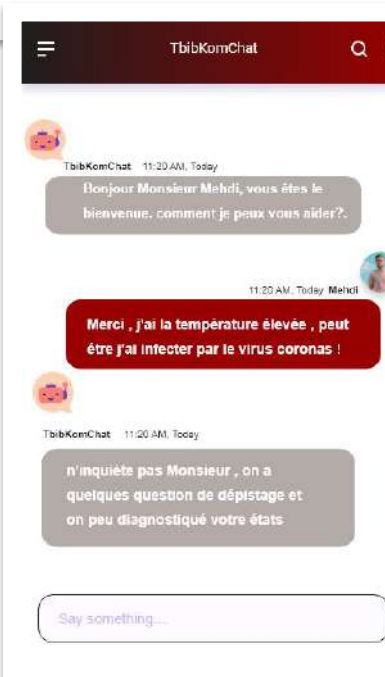 TbibKomChat
TbibKomChat 11:20 AM, Today
Bonjour Monsieur Mehdi, vous êtes le
bienvenue. comment je peux vous aider?.
11:20 AM, Today Mehdi
Merci , j'ai la température élevée , peut
être j'ai infecter par le virus coronas !
TbibKomChat 11:20 AM, Today
n'inquiéte pas Monsieur , on a
quelques question de dépistage et
on peu diagnostiqué votre états
Say something...